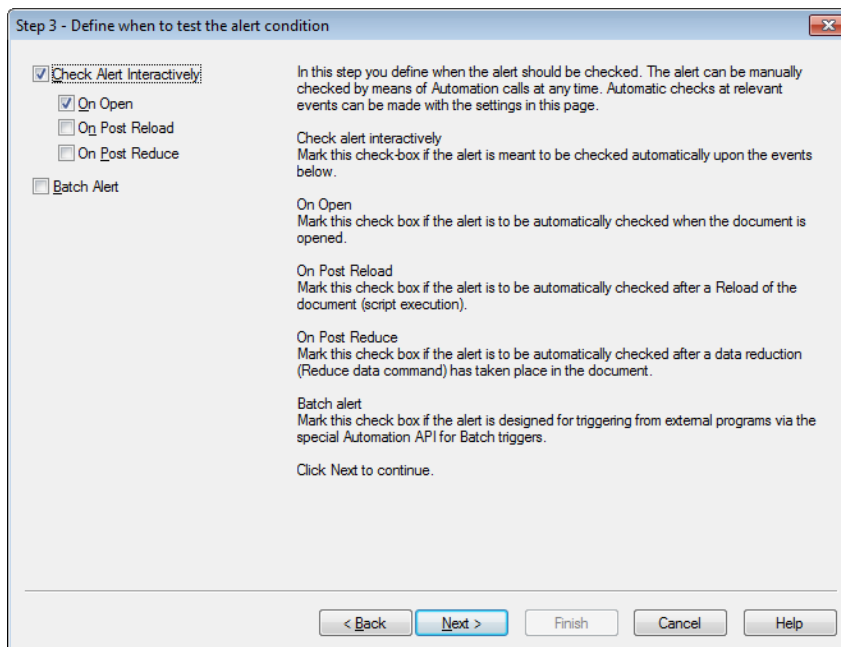 Step 3 - Define when to test the alert condition
Check Alert Interactively
On Open
On Post Reload
On Post Reduce
Batch Alert
In this step you define when the alert should be checked. The alert can be manually
checked by means of Automation calls at any time. Automatic checks at relevant
events can be made with the settings in this page.
Check alert interactively
Mark this check-box if the alert is meant to be checked automatically upon the events
below.
On Open
Mark this check box if the alert is to be automatically checked when the document is
opened.
On Post Reload
Mark this check box if the alert is to be automatically checked after a Reload of the
document (script execution).
On Post Reduce
Mark this check box if the alert is to be automatically checked after a data reduction
(Reduce data command) has taken place in the document.
Batch alert
Mark this check box if the alert is designed for triggering from external programs via the
special Automation API for Batch triggers.
Click Next to continue.
< Back
Next >
Finish
Cancel
Help